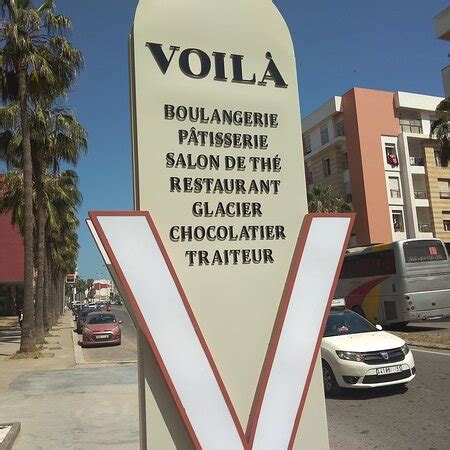 VOILÀ
BOULANGERIE
PÂTISSERIE
SALON DE THÉ
RESTAURANT
GLACIER
CHOCOLATIER
TRAITEUR
V